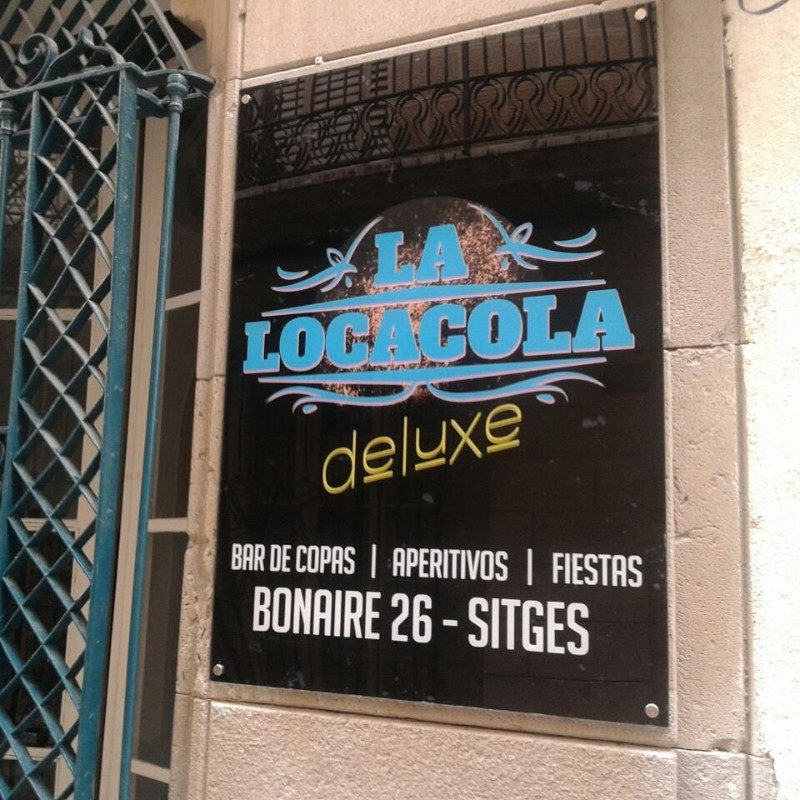 LA
LOCACOLA
deluxe
BAR DE COPAS | APERITIVOS | FIESTAS
BONAIRE 26 - SITGES